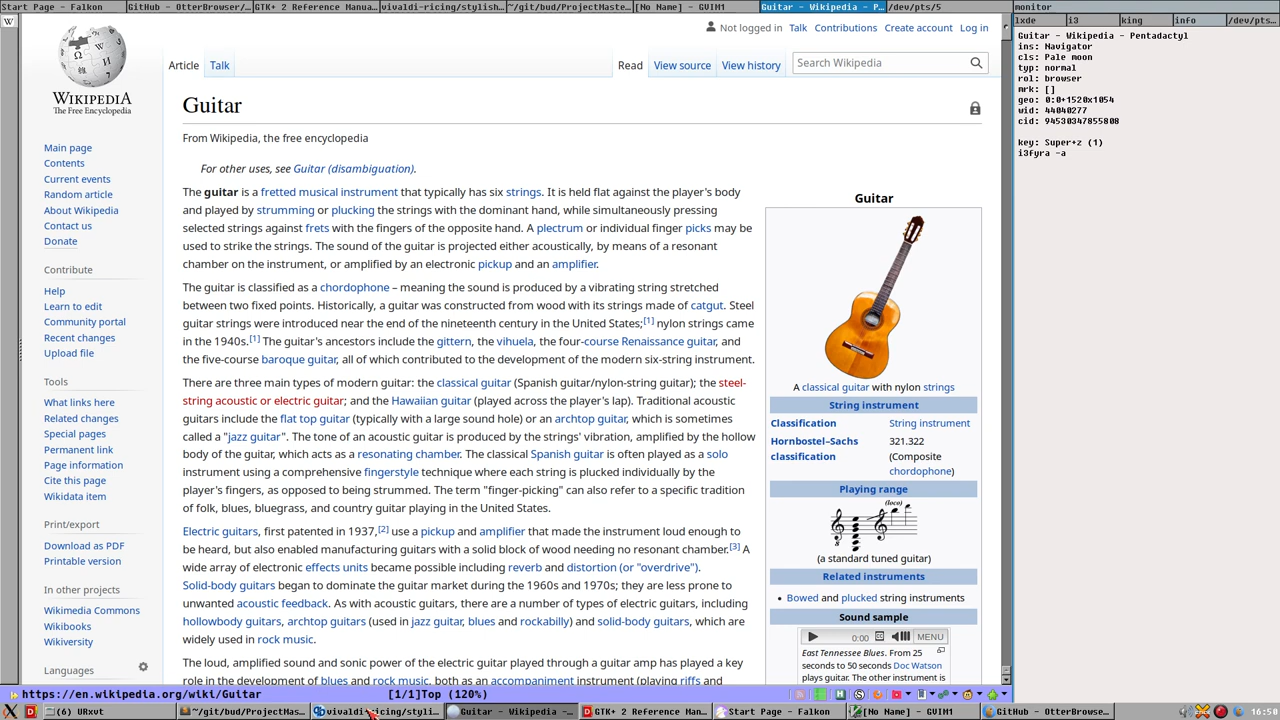 Start Page - Falkon
GitHub - OtterBrowser/...
GTK+ 2 Reference Manua...
vivaldi-ricing/stylish...
~/git/bud/ProjectMaste...
[No Name] - GVIM1
Guitar - Wikipedia - P...
/dev/pts/5
monitor
lxde
i3
king
info
/dev/pts...
Guitar - Wikipedia - Pentadactyl
ins: Navigator
cls: Pale moon
typ: normal
rol: browser
mrk: []
geo: 0:0+1520x1054
wid: 44040277
cid: 94530347855808
key: Super+z (1)
i3fyra -a
W
WIKIPEDIA
The Free Encyclopedia
Not logged in
Talk
Contributions
Create account
Log in
Article
Talk
Read
View source
View history
Search Wikipedia
Main page
Contents
Current events
Random article
About Wikipedia
Contact us
Donate
Contribute
Help
Learn to edit
Community portal
Recent changes
Upload file
Tools
What links here
Related changes
Special pages
Permanent link
Page information
Cite this page
Wikidata item
Print/export
Download as PDF
Printable version
In other projects
Wikimedia Commons
Wikibooks
Wikiversity
Languages
Guitar
From Wikipedia, the free encyclopedia
For other uses, see Guitar (disambiguation).
The guitar is a fretted musical instrument that typically has six strings. It is held flat against the player's body
and played by strumming or plucking the strings with the dominant hand, while simultaneously pressing
selected strings against frets with the fingers of the opposite hand. A plectrum or individual finger picks may be
used to strike the strings. The sound of the guitar is projected either acoustically, by means of a resonant
chamber on the instrument, or amplified by an electronic pickup and an amplifier.
The guitar is classified as a chordophone – meaning the sound is produced by a vibrating string stretched
between two fixed points. Historically, a guitar was constructed from wood with its strings made of catgut. Steel
guitar strings were introduced near the end of the nineteenth century in the United States;[1] nylon strings came
in the 1940s.[1] The guitar's ancestors include the gittern, the vihuela, the four-course Renaissance guitar, and
the five-course baroque guitar, all of which contributed to the development of the modern six-string instrument.
There are three main types of modern guitar: the classical guitar (Spanish guitar/nylon-string guitar); the steel-
string acoustic or electric guitar; and the Hawaiian guitar (played across the player's lap). Traditional acoustic
guitars include the flat top guitar (typically with a large sound hole) or an archtop guitar, which is sometimes
called a "jazz guitar". The tone of an acoustic guitar is produced by the strings' vibration, amplified by the hollow
body of the guitar, which acts as a resonating chamber. The classical Spanish guitar is often played as a solo
instrument using a comprehensive fingerstyle technique where each string is plucked individually by the
player's fingers, as opposed to being strummed. The term "finger-picking" can also refer to a specific tradition
of folk, blues, bluegrass, and country guitar playing in the United States.
Electric guitars, first patented in 1937,[2] use a pickup and amplifier that made the instrument loud enough to
be heard, but also enabled manufacturing guitars with a solid block of wood needing no resonant chamber.[3] A
wide array of electronic effects units became possible including reverb and distortion (or "overdrive").
Solid-body guitars began to dominate the guitar market during the 1960s and 1970s; they are less prone to
unwanted acoustic feedback. As with acoustic guitars, there are a number of types of electric guitars, including
hollowbody guitars, archtop guitars (used in jazz guitar, blues and rockabilly) and solid-body guitars, which are
widely used in rock music.
The loud, amplified sound and sonic power of the electric guitar played through a guitar amp has played a key
role in the development of blues and rock music, both as an accompaniment instrument (playing riffs and
Guitar
A classical guitar with nylon strings
String instrument
Classification
String instrument
Hornbostel–Sachs
classification
321.322
(Composite
chordophone)
Playing range
(loco)
(a standard tuned guitar)
Related instruments
• Bowed and plucked string instruments
Sound sample
0:00
MENU
East Tennessee Blues. From 25
seconds to 50 seconds Doc Watson
plays guitar. The other instrument is
https://en.wikipedia.org/wiki/Guitar
[1/1]Top (120%)
(6) URxvt
~/git/bud/ProjectMas...
vivaldi-ricing/styli...
Guitar - Wikipedia -...
GTK+ 2 Reference Man...
Start Page - Falkon
[No Name] - GVIM1
GitHub - OtterBrowse...
16:50